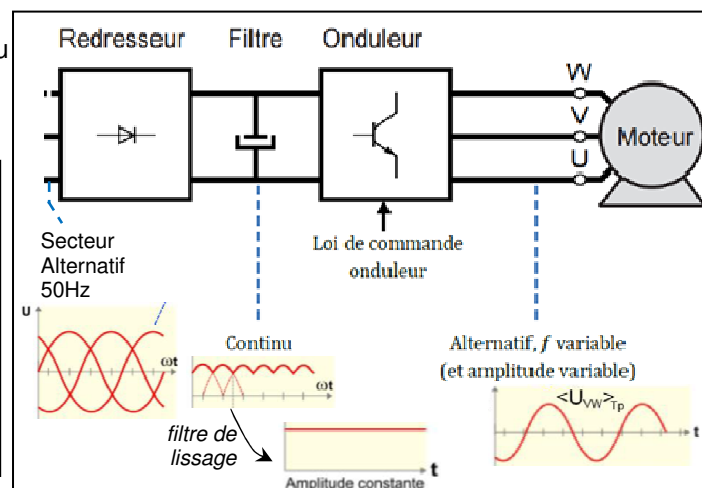 u
Redresseur Filtre Onduleur
W
V
U
Moteur
Secteur
Alternatif
50Hz
Loi de commande
onduleur
U
ωt
Continu
ωt
filtre de
lissage
t
Amplitude constante
Alternatif, f variable
(et amplitude variable)
<U_VW>_Tp
t